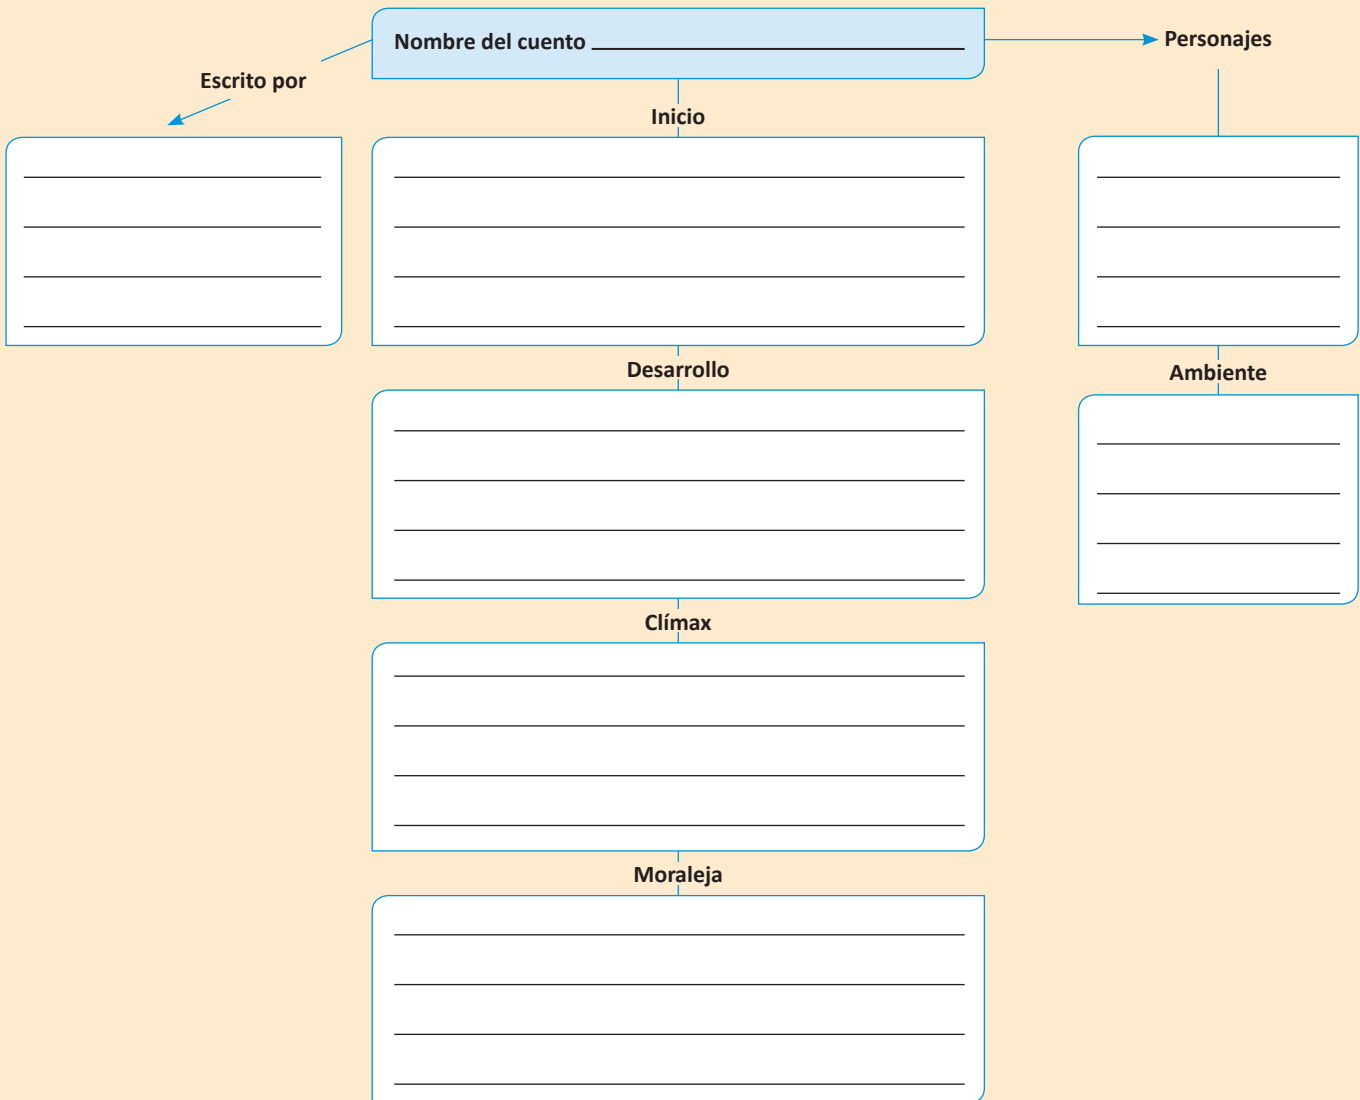 Nombre del cuento
Personajes
Escrito por
Inicio
Desarrollo
Ambiente
Clímax
Moraleja